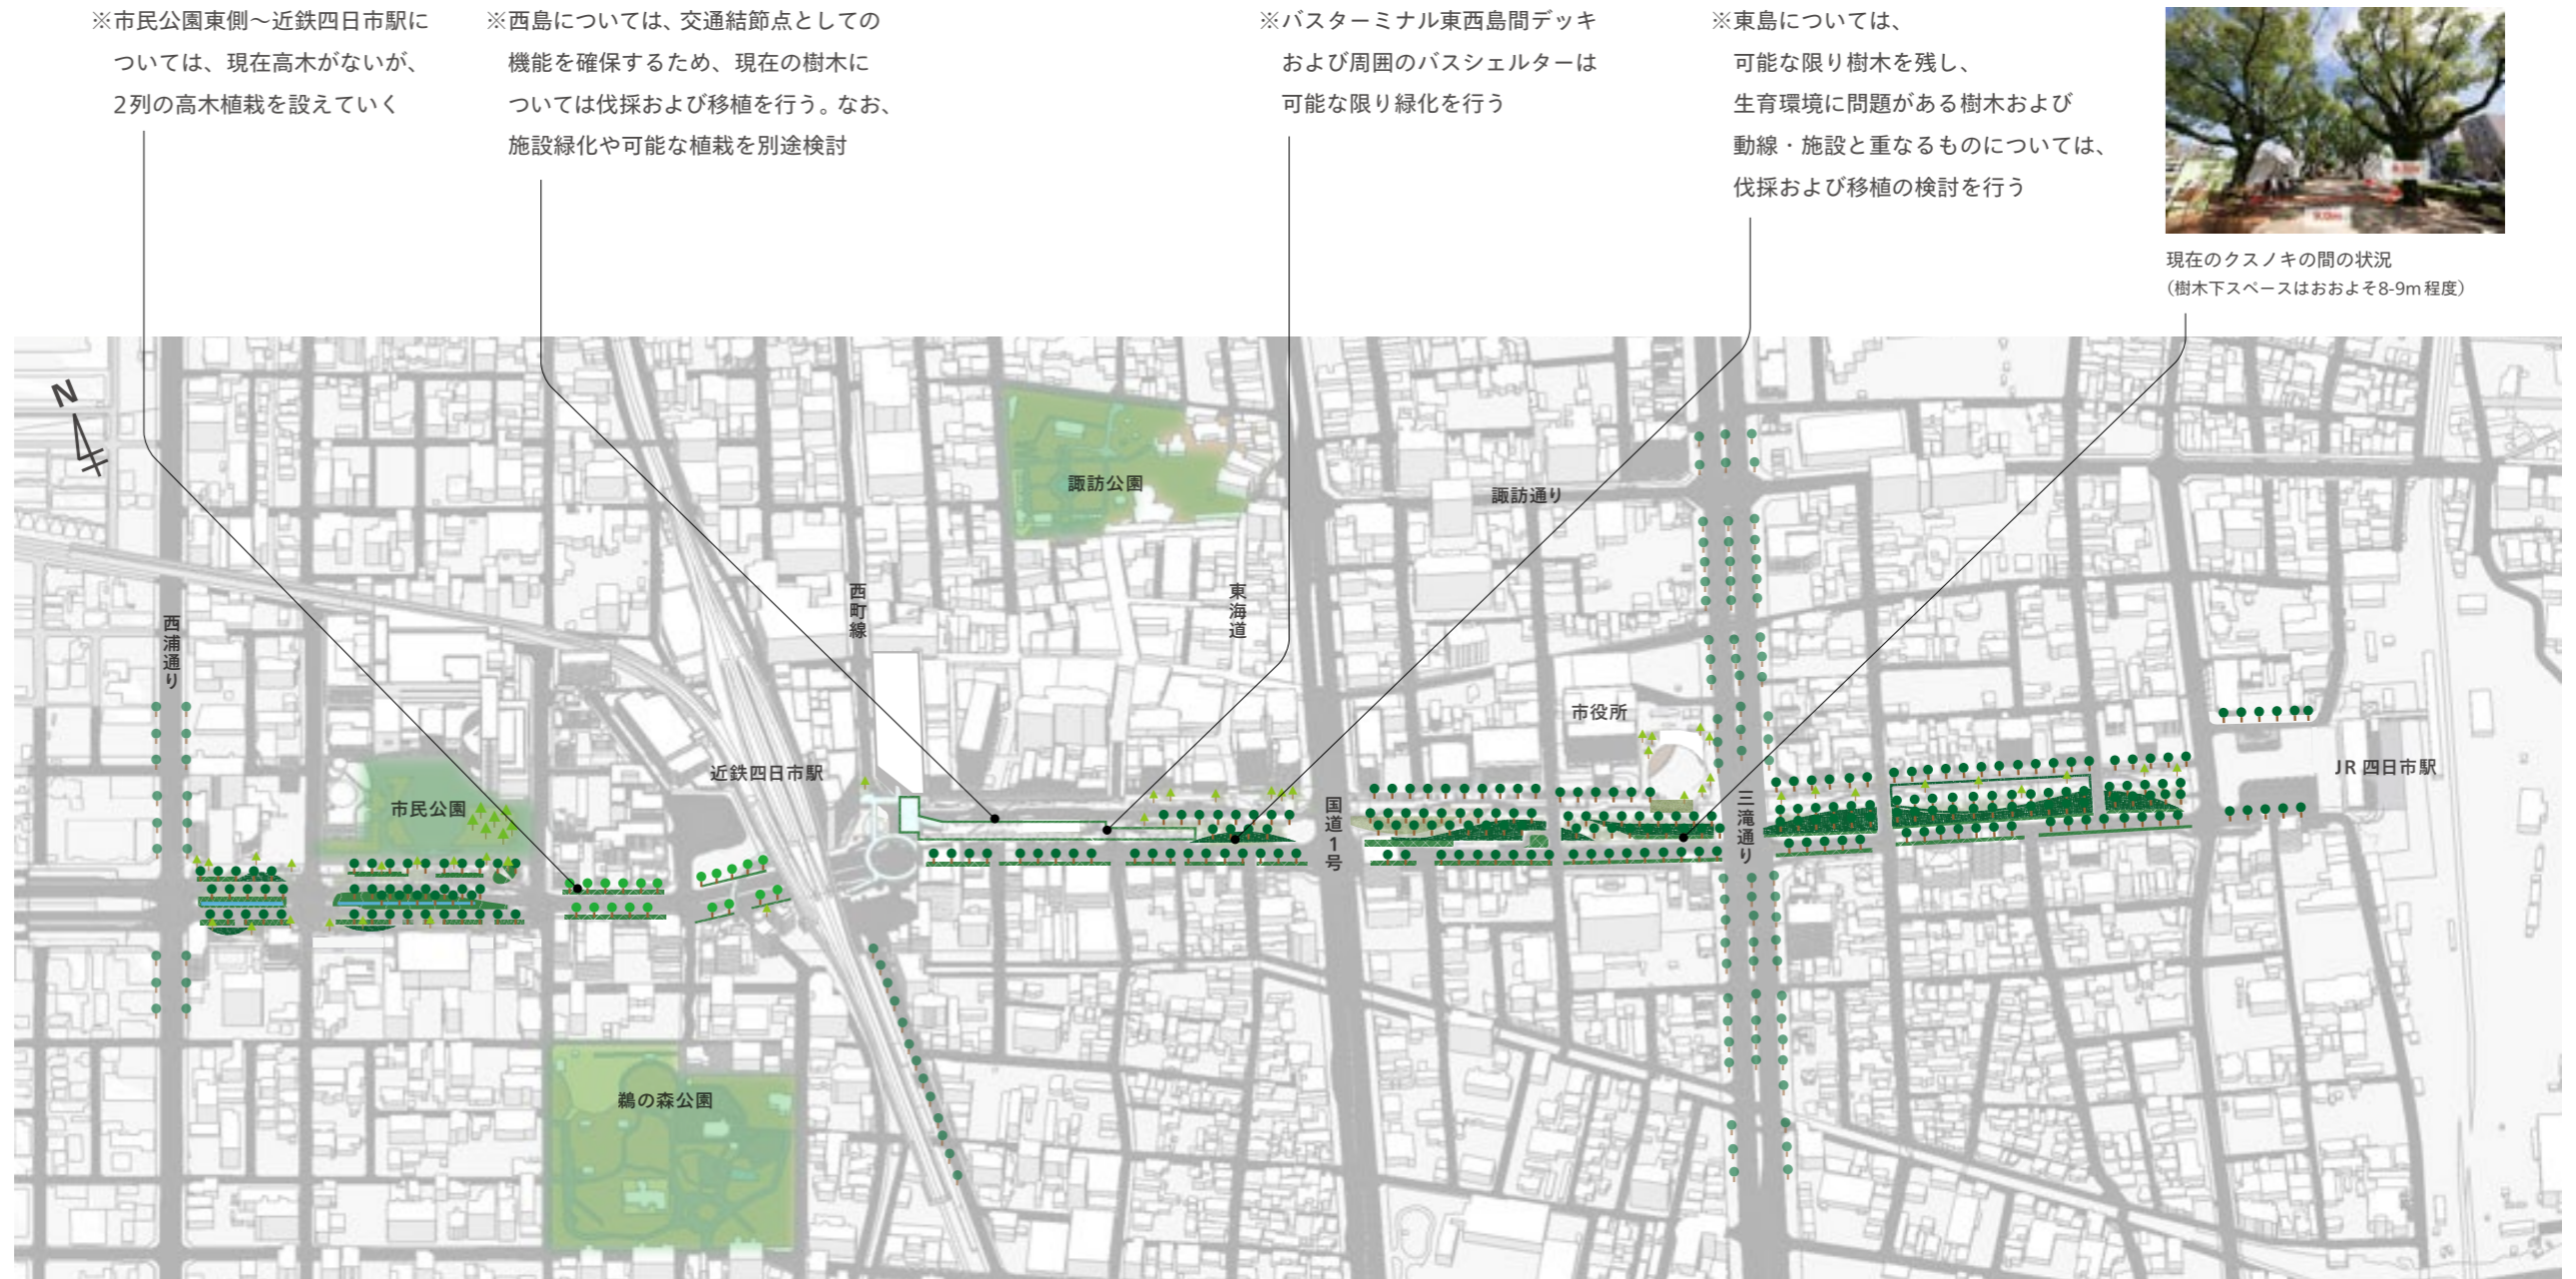 ※市民公園東側～近鉄四日市駅に
ついては、現在高木がないが、
2列の高木植栽を設えていく
※西島については、交通結節点としての
機能を確保するため、現在の樹木に
ついては伐採および移植を行う。なお、
施設緑化や可能な植栽を別途検討
※バスターミナル東西島間デッキ
および周囲のバスシェルターは
可能な限り緑化を行う
※東島については、
可能な限り樹木を残し、
生育環境に問題がある樹木および
動線・施設と重なるものについては、
伐採および移植の検討を行う
現在のクスノキの間の状況
（樹木下スペースはおおよそ8-9m程度）
N
諏訪公園
諏訪通り
西町線
東海道
西浦通り
市役所
近鉄四日市駅
JR 四日市駅
市民公園
国道1号
三滝通り
鵜の森公園